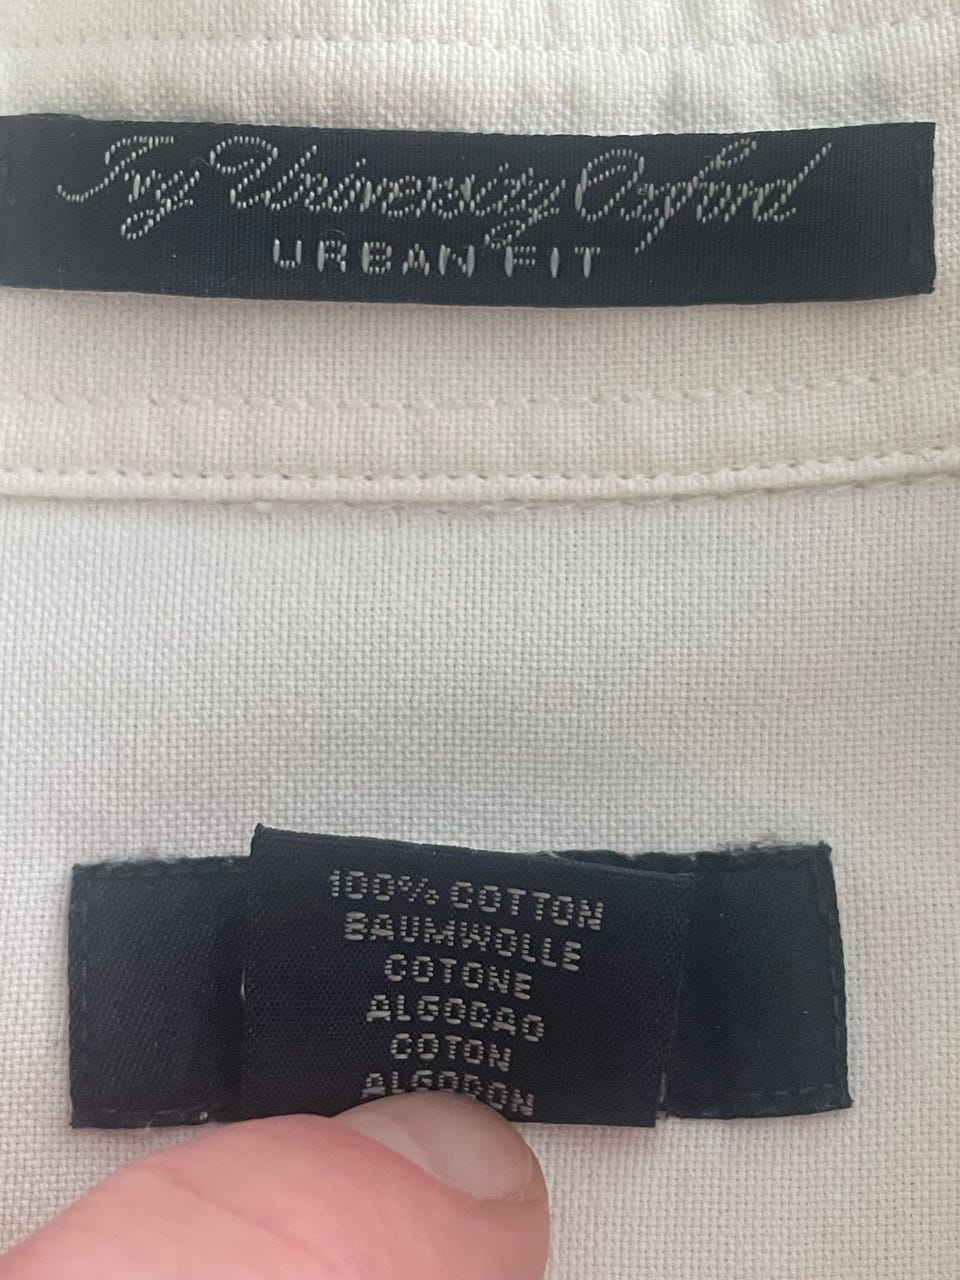 Ivy University Oxford
URBAN FIT
100% COTTON
BAUMWOLLE
COTONE
ALGODAO
COTON
ALGODON